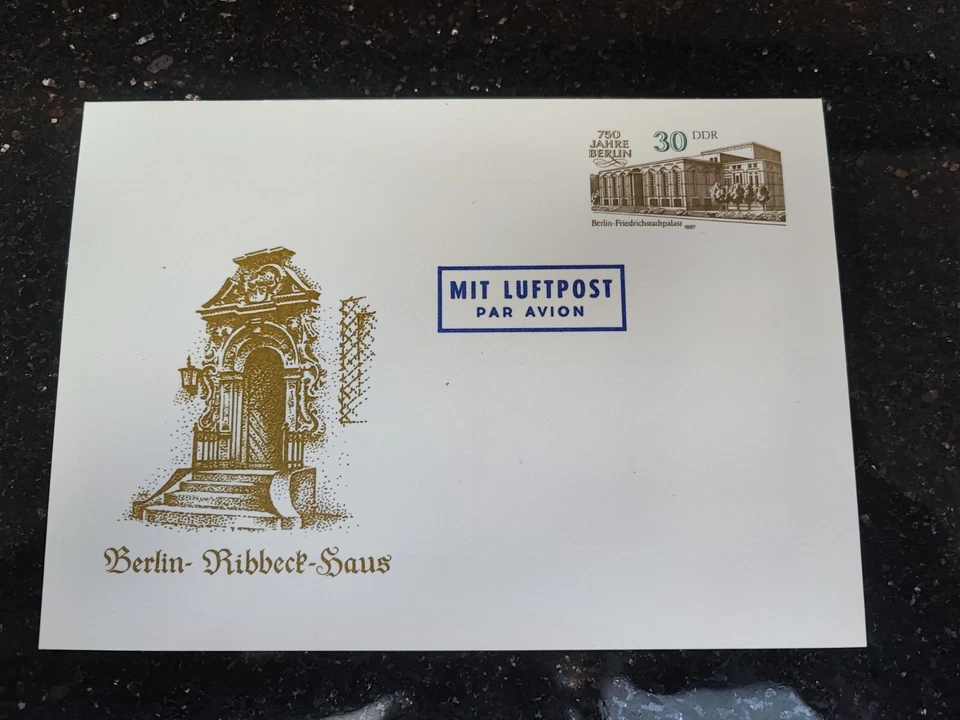 750
JAHRE
BERLIN
30 DDR
Berlin-Friedrichstadtpalast 1987
MIT LUFTPOST
PAR AVION
Berlin- Ribbeck-Haus